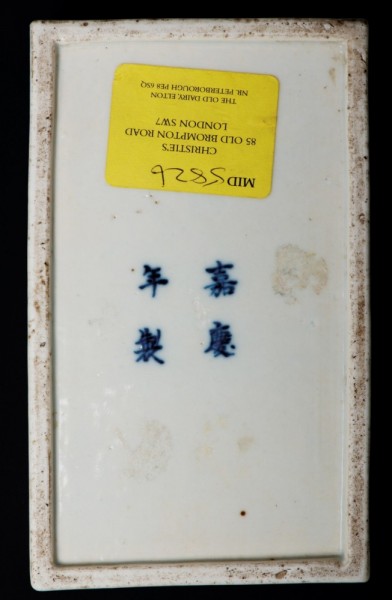 嘉慶
年製
MID 5826
CHRISTIE'S
85 OLD BROMPTON ROAD
LONDON SW7
THE OLD DAIRY, ELTON
NR. PETERBOROUGH PE8 6SQ